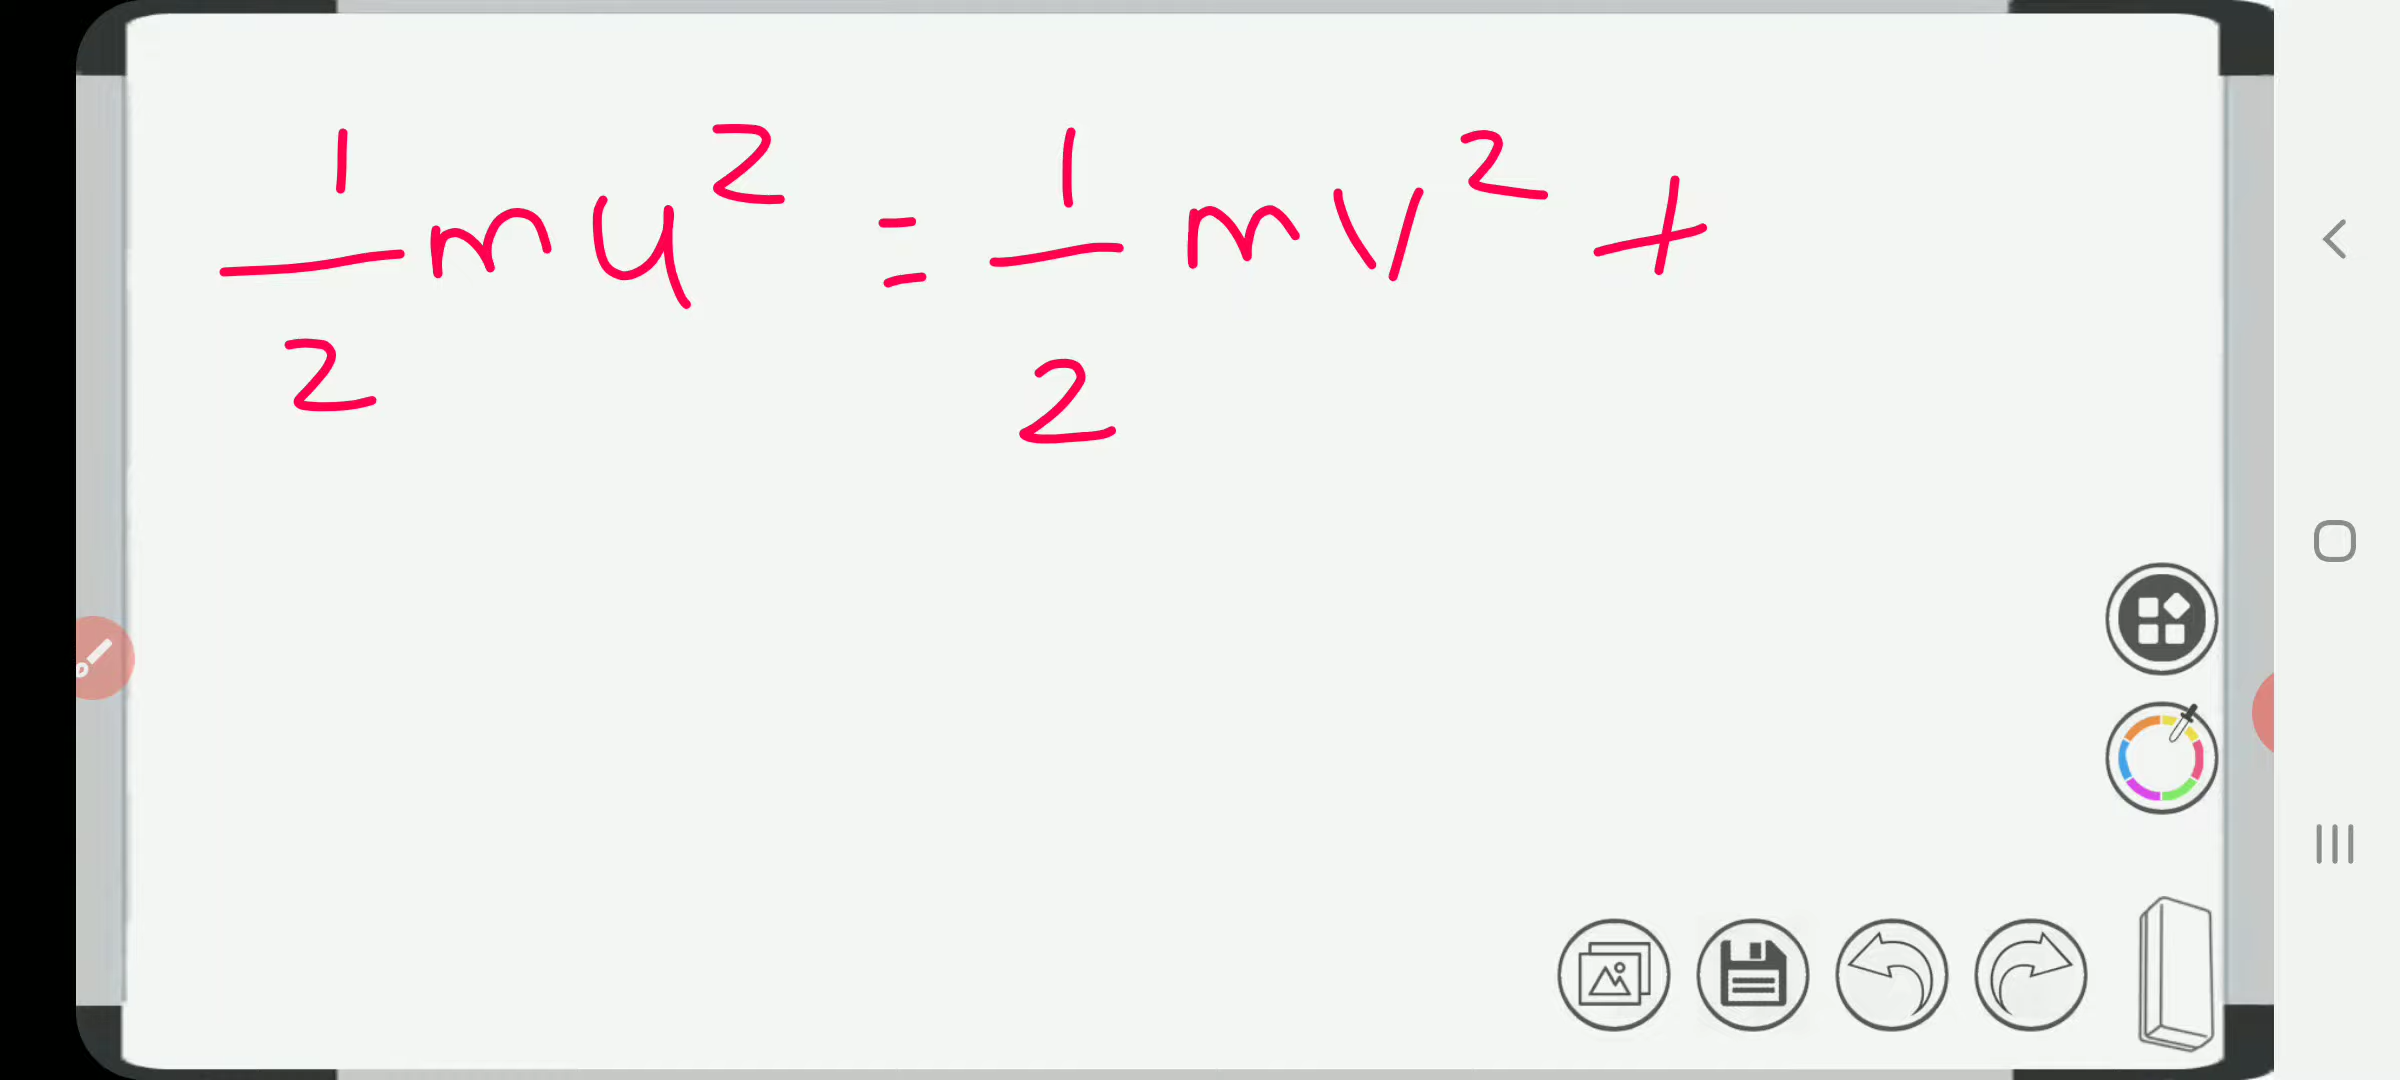 1/2 mu² = 1/2 mv² +